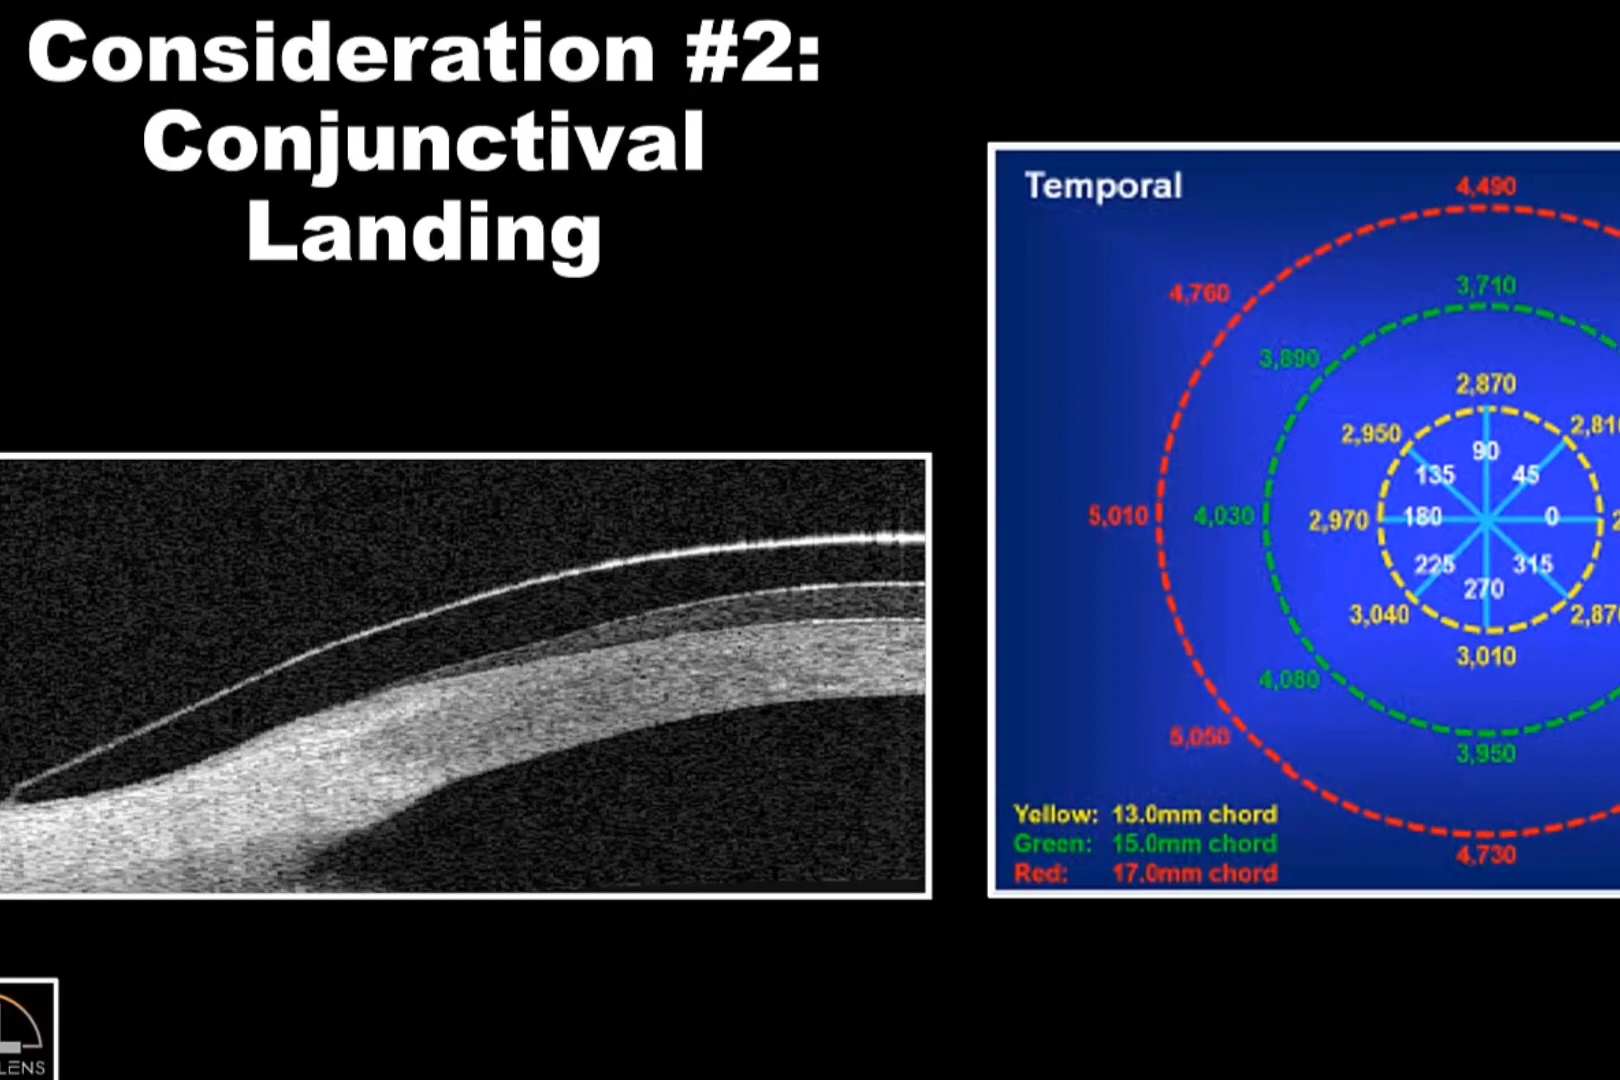 Consideration #2:
Conjunctival
Landing
Temporal
4,490
4,760
3,710
3,890
2,870
2,950
90
135
45
5,010
4,030
2,970
180
0
225
315
270
3,040
3,010
4,080
5,050
3,950
Yellow: 13.0mm chord
Green: 15.0mm chord
Red: 17.0mm chord
4,730
LENS